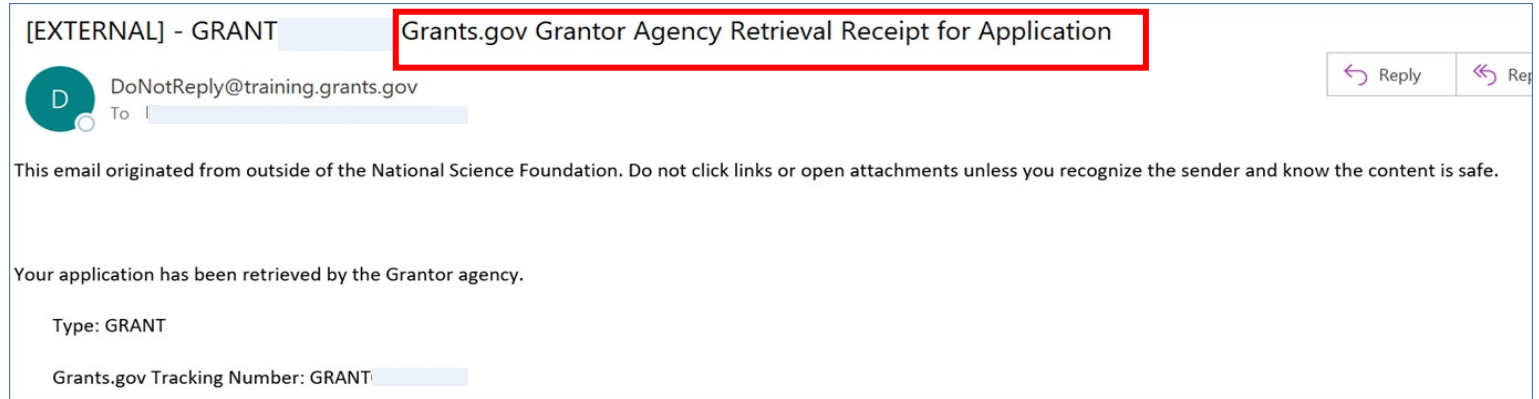 [EXTERNAL] - GRANT Grants.gov Grantor Agency Retrieval Receipt for Application
D
DoNotReply@training.grants.gov
Reply
To
This email originated from outside of the National Science Foundation. Do not click links or open attachments unless you recognize the sender and know the content is safe.
Your application has been retrieved by the Grantor agency.
Type: GRANT
Grants.gov Tracking Number: GRANT